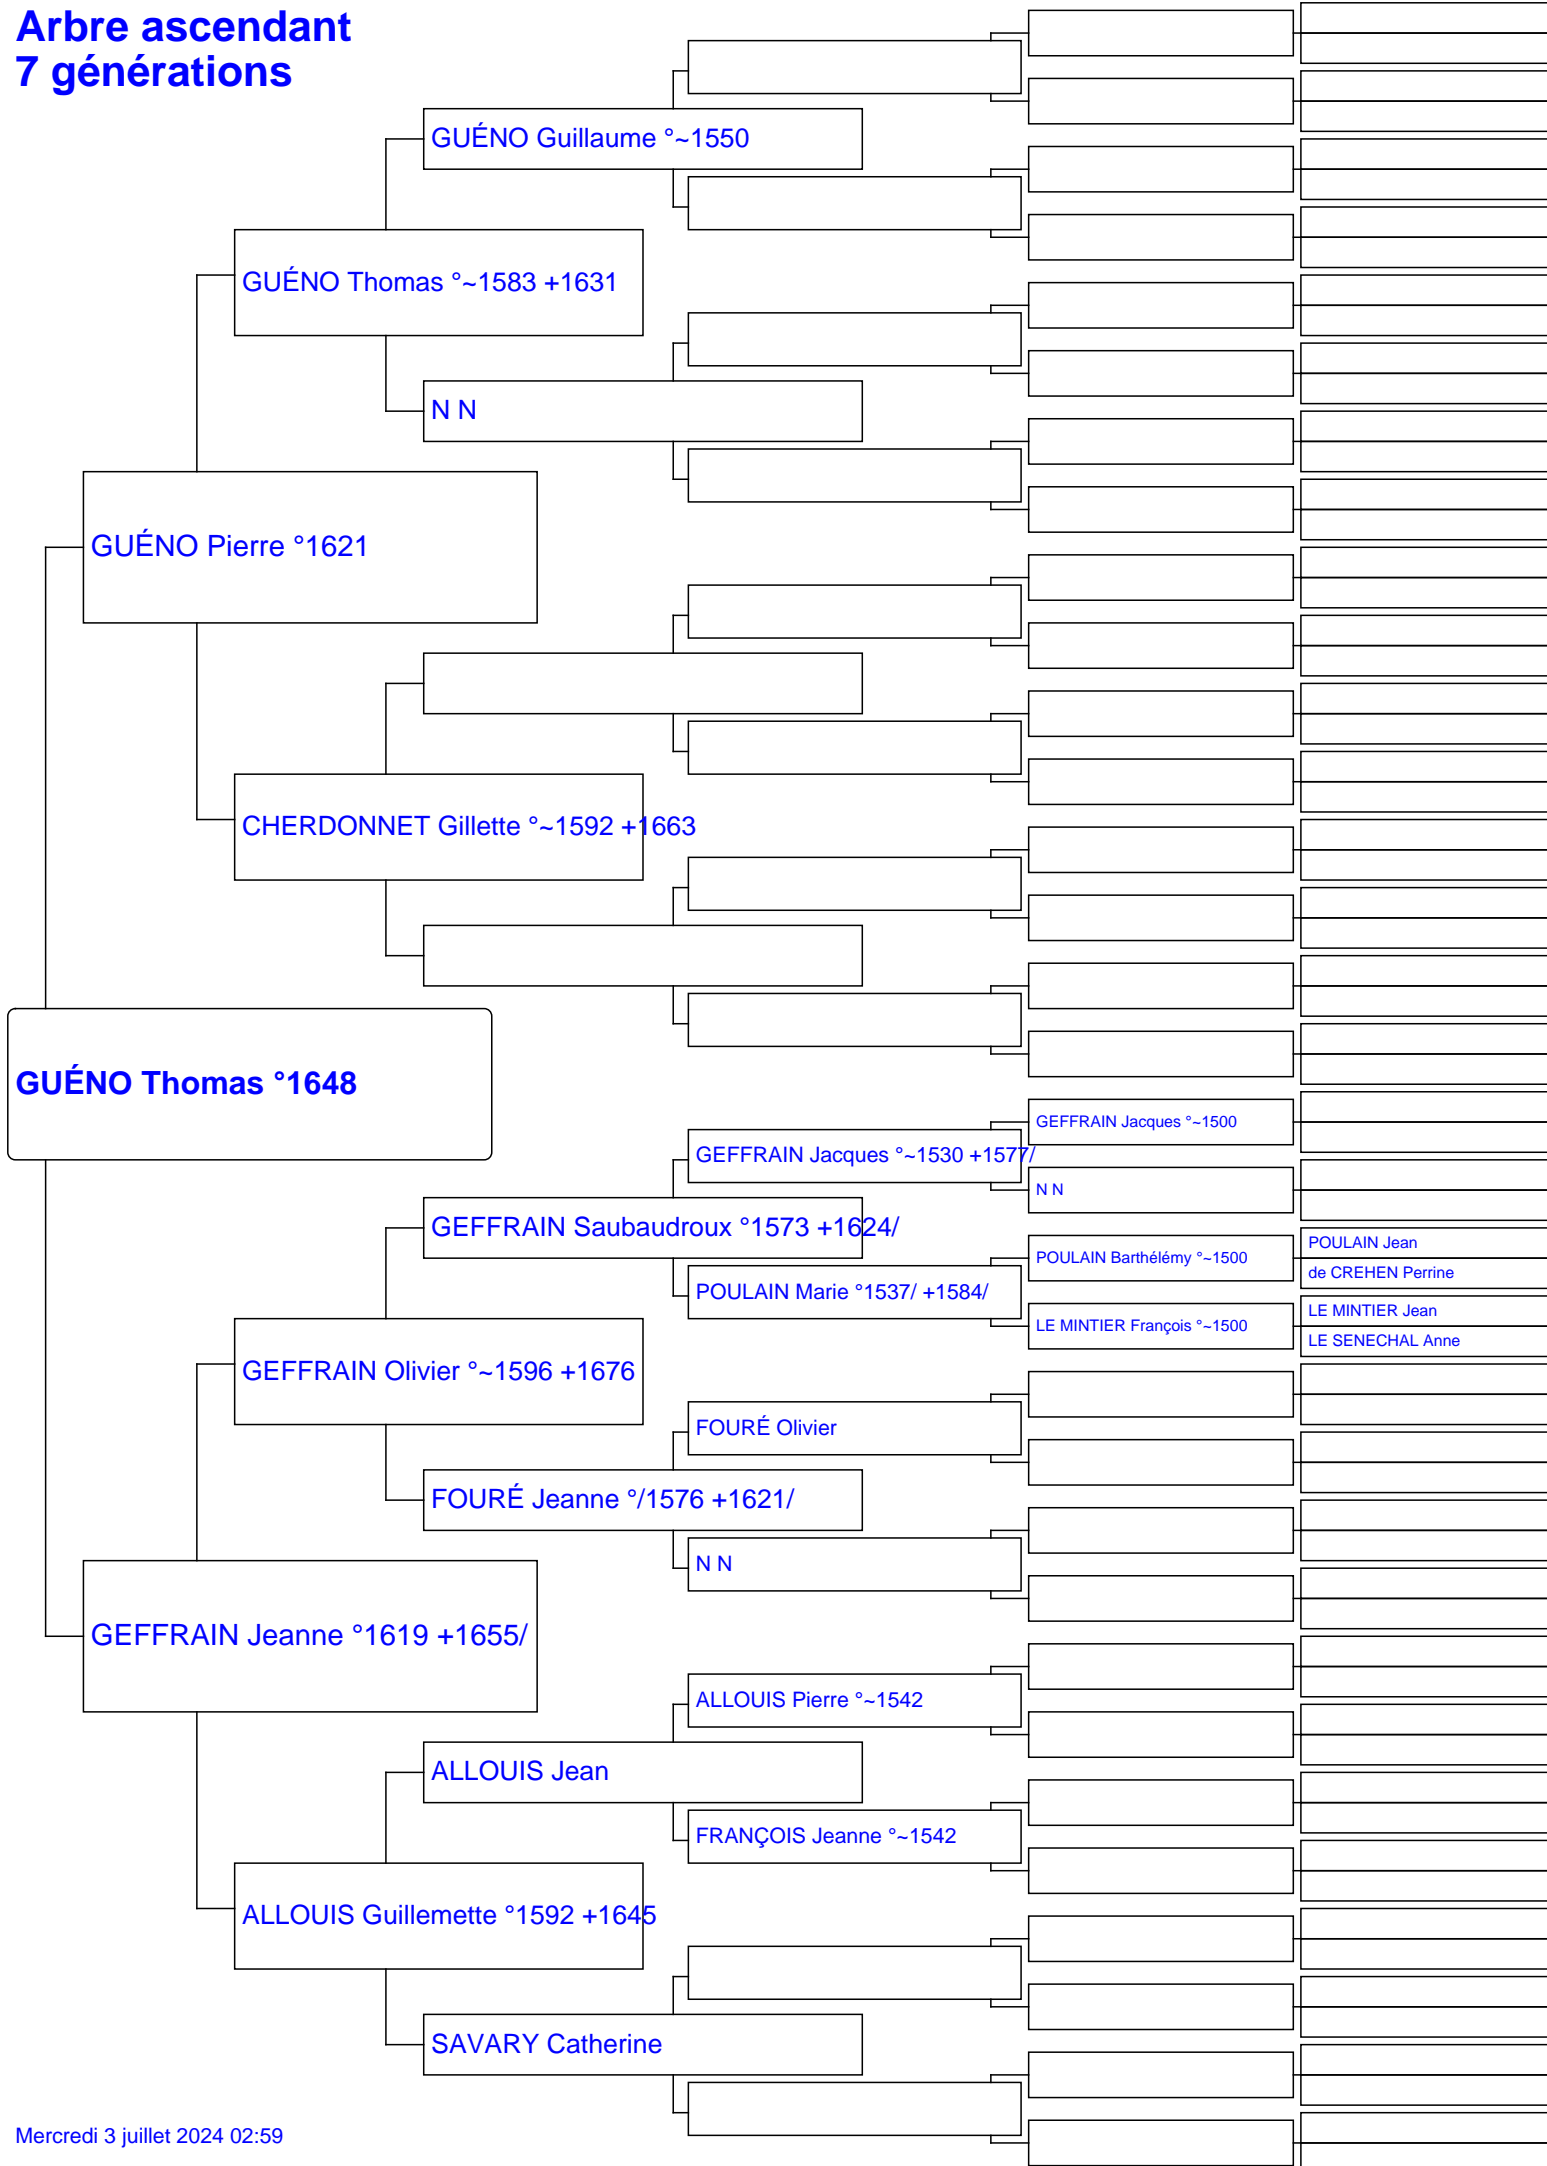 Arbre ascendant
7 générations
GUÉNO Guillaume °~1550
GUÉNO Thomas °~1583 +1631
N N
GUÉNO Pierre °1621
CHERDONNET Gillette °~1592 +1663
GUÉNO Thomas °1648
GEFFRAIN Jacques °~1500
GEFFRAIN Jacques °~1530 +1577/
N N
GEFFRAIN Saubaudroux °1573 +1624/
POULAIN Jean
POULAIN Barthélémy °~1500
de CREHEN Perrine
POULAIN Marie °1537/ +1584/
LE MINTIER Jean
LE MINTIER François °~1500
LE SENECHAL Anne
GEFFRAIN Olivier °~1596 +1676
FOURÉ Olivier
FOURÉ Jeanne °/1576 +1621/
N N
GEFFRAIN Jeanne °1619 +1655/
ALLOUIS Pierre °~1542
ALLOUIS Jean
FRANÇOIS Jeanne °~1542
ALLOUIS Guillemette °1592 +1645
SAVARY Catherine
Mercredi 3 juillet 2024 02:59